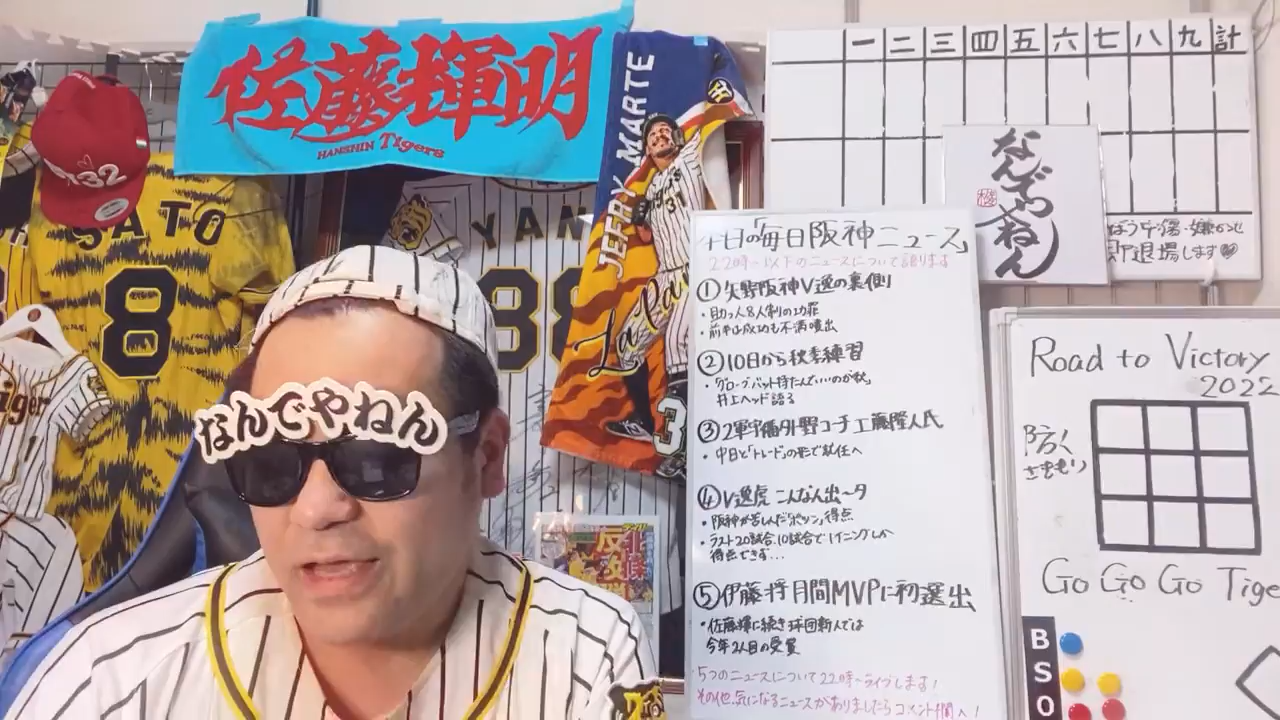 佐藤輝明
HANSHIN Tigers
JEFRY MARTE
31
SATO
8
YAN
一 二 三 四 五 六 七 八 九 計
なんでやねん
即退場します♡
なんでやねん
「毎日阪神ニュース」
22時〜以下のニュースについて語ります
①矢野阪神V逸の裏側
・助っ人8人制の功罪
・前半は成功も不満噴出
②10日から秋季練習
・「グローブ、バット持たんでいいのか秋」
井上ヘッド語る
③2軍守備外野コーチ工藤隆人氏
・中日と「トレード」の形で就任へ
④V逸虎 こんなん出〜タ
・阪神が苦しんだ「ポツン」得点
・ラスト20試合、10試合で1イニングしか
得点できず…
⑤伊藤将月間MVPに初選出
・佐藤輝に続き球団新人では
今年2人目の受賞
5つのニュースについて22時〜ライブします!
その他、気になるニュースがありましたらコメント欄へ!
Road to Victory
2022
Go Go Go Tige
B
S
O